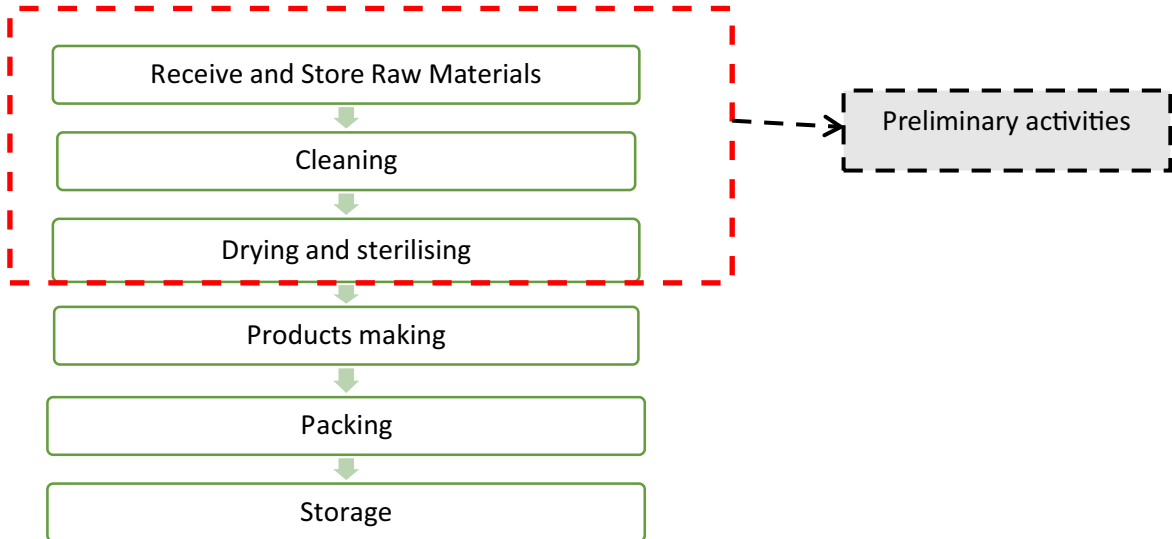 Receive and Store Raw Materials
Preliminary activities
Cleaning
Drying and sterilising
Products making
Packing
Storage